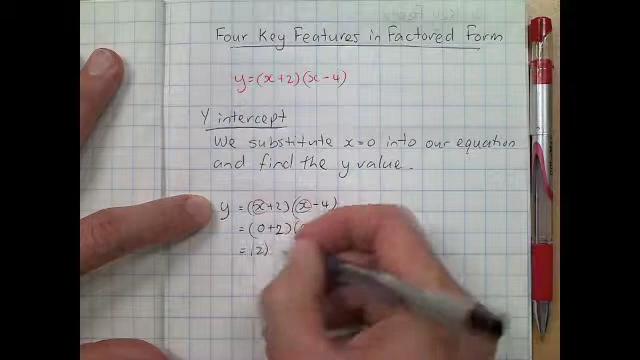 Four Key Features in Factored Form
y=(x+2)(x-4)
Y intercept
We substitute x=0 into our equation
and find the y value.
y = (x+2)(x-4)
= (0+2)(
= (2)